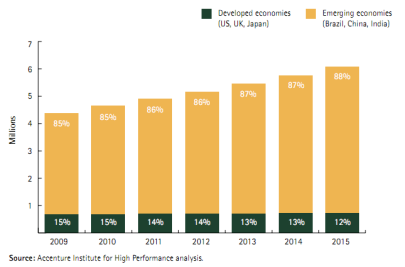 Developed economies
(US, UK, Japan)
Emerging economies
(Brazil, China, India)
7
6
5
4
3
2
1
Millions
85% 85% 86% 86% 87% 87% 88%
15% 15% 14% 14% 13% 13% 12%
2009 2010 2011 2012 2013 2014 2015
Source: Accenture Institute for High Performance analysis.